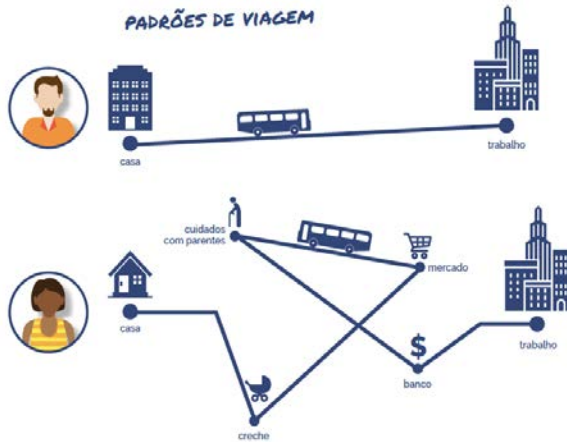 PADRÕES DE VIAGEM
casa
trabalho
cuidados
com parentes
mercado
casa
$
trabalho
banco
creche